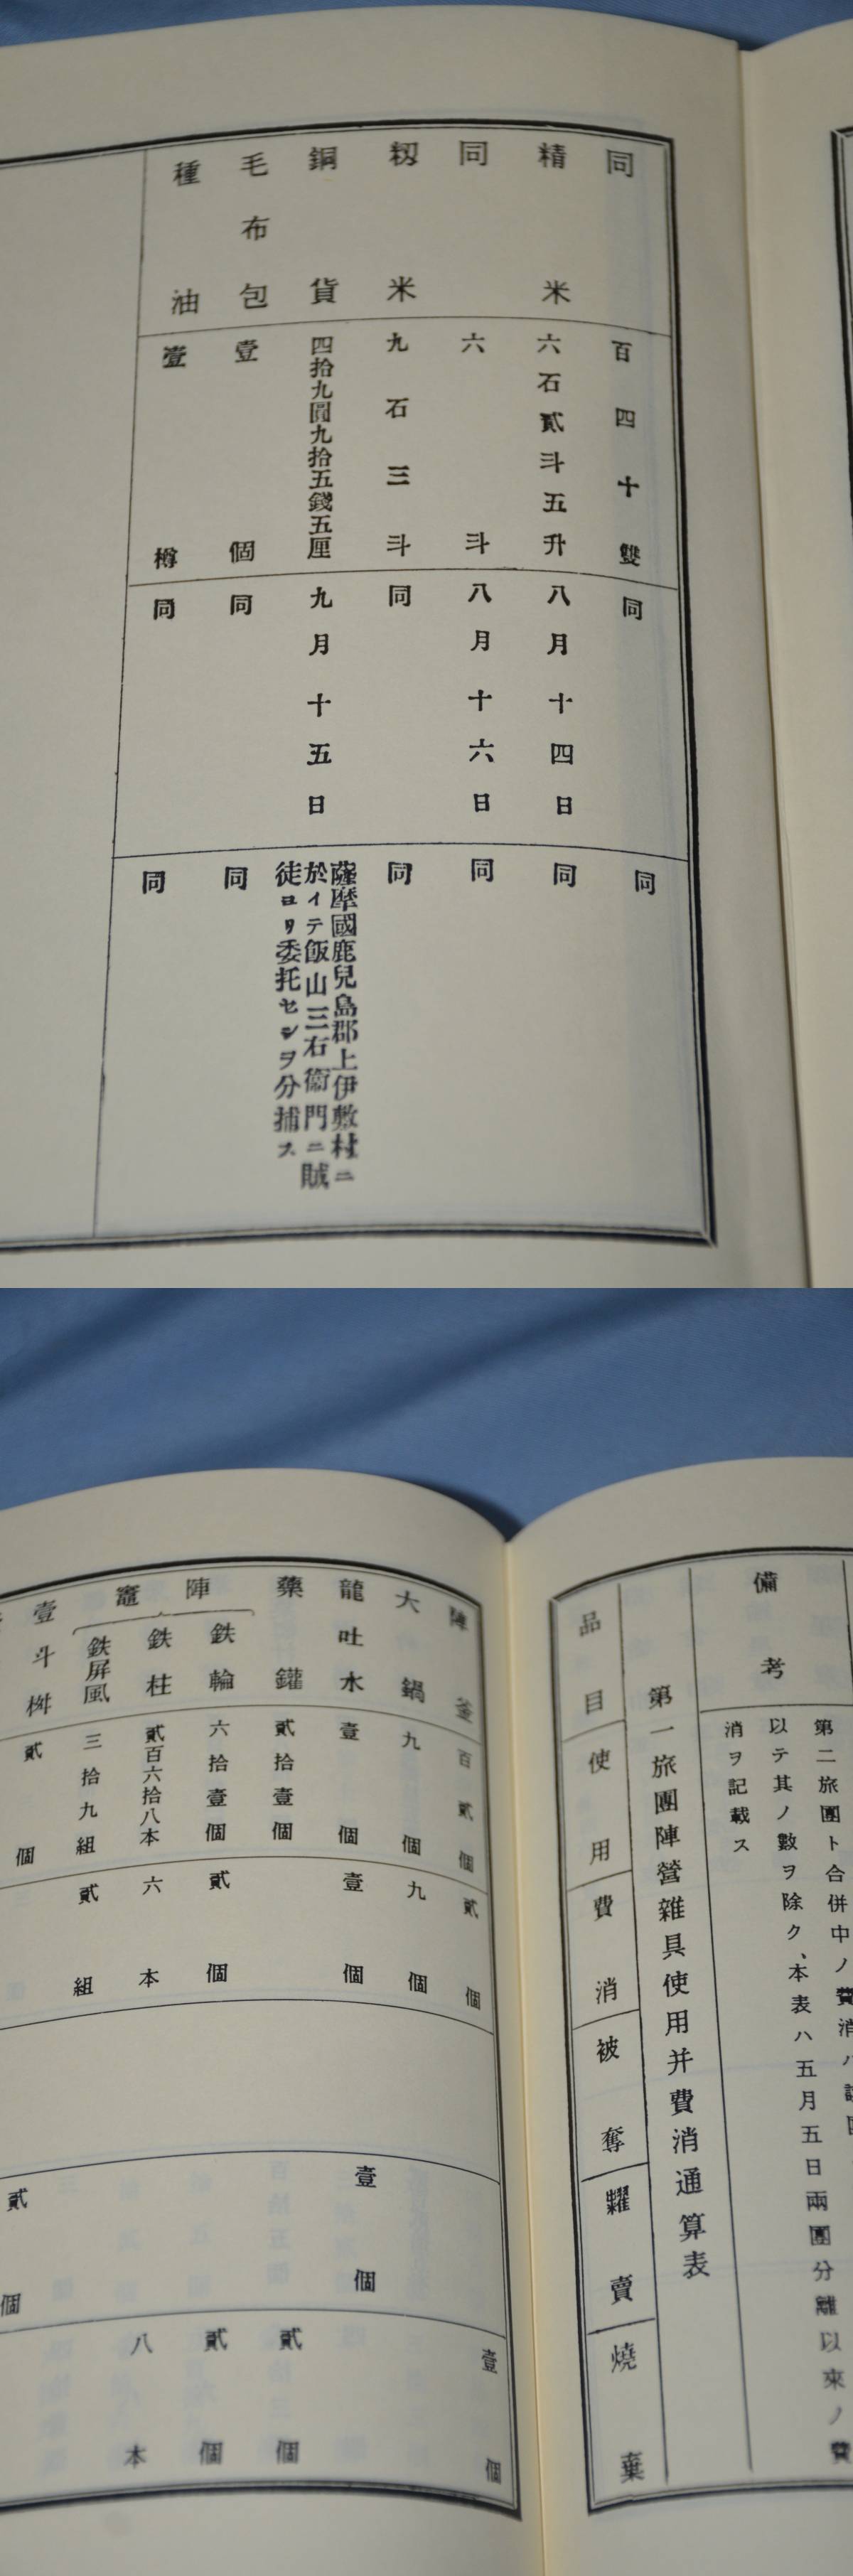 同 百四十雙 同 同
精米 六石貳斗五升 八月十四日 同
同 六斗 八月十六日 同
籾米 九石三斗 同 同
銅貨 四拾九圓九拾五錢五厘 九月十五日
薩摩國鹿兒島郡上伊敷村ニ
於イテ飯山三右衞門ニ賊
徒ヨリ委托セシヲ分捕ス
毛布包 壹個 同 同
種油 壹樽 同 同
備考
第二旅團ト合併中ノ費消ハ
以テ其ノ數ヲ除ク、本表ハ五月五日兩團分離以來ノ費
消ヲ記載ス
第一旅團陣營雜具使用并費消通算表
品目 使用 費消 被奪 糶賣 燒棄
陣釜 百貳個 貳個 壹個
大鍋 九個 九個
龍吐水 壹個 壹個 壹個
藥鑵 貳拾壹個 貳個
陣竈
鉄輪 六拾壹個 貳個 貳個
鉄柱 貳百六拾八本 六本 八本
鉄屏風 三拾九組 貳組
壹斗桝 貳個 貳個